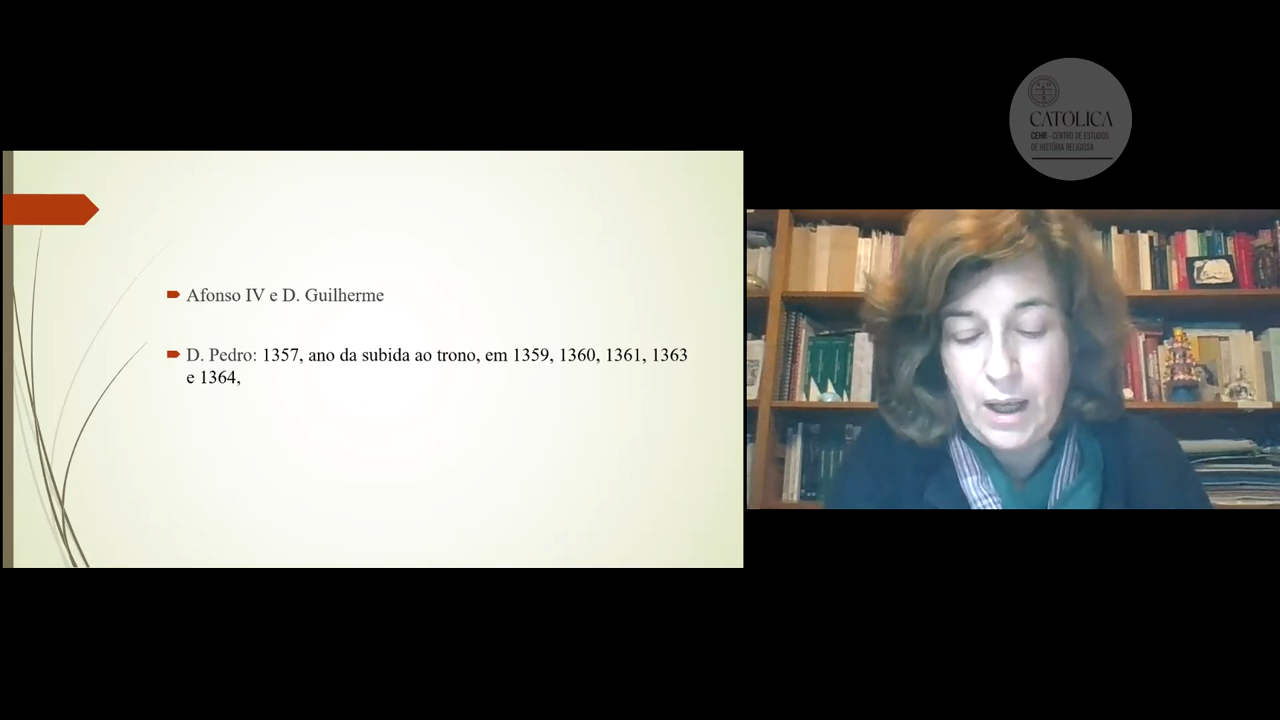 Afonso IV e D. Guilherme
D. Pedro: 1357, ano da subida ao trono, em 1359, 1360, 1361, 1363
e 1364,
CATOLICA
CEHR - CENTRO DE ESTUDOS
DE HISTÓRIA RELIGIOSA